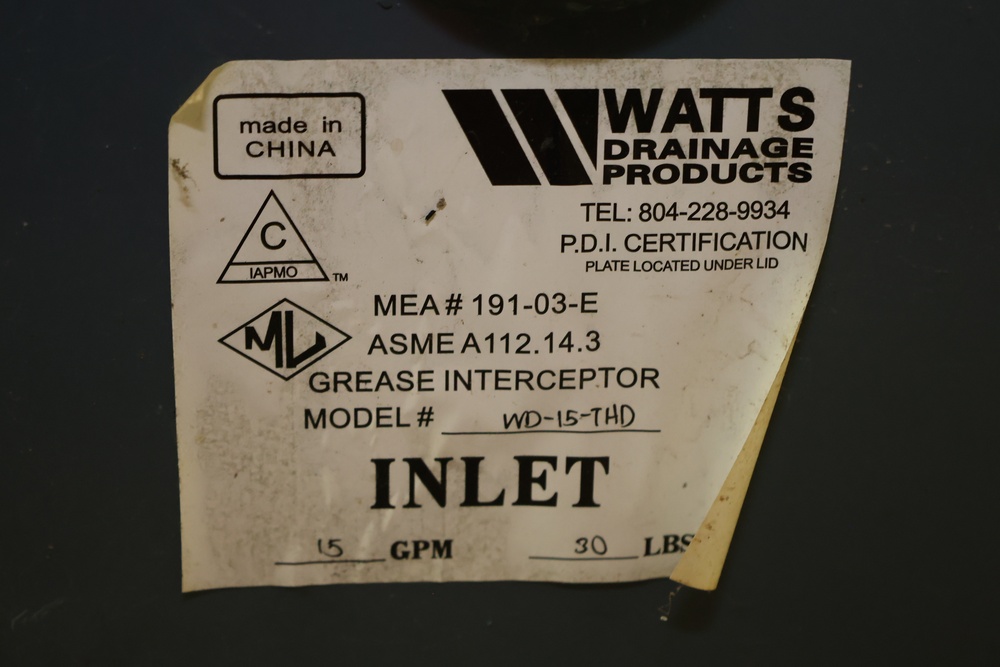 made in
CHINA
WATTS
DRAINAGE
PRODUCTS
TEL: 804-228-9934
P.D.I. CERTIFICATION
PLATE LOCATED UNDER LID
C
IAPMO ™
ML
MEA # 191-03-E
ASME A112.14.3
GREASE INTERCEPTOR
MODEL # WD-15-THD
INLET
15 GPM 30 LBS